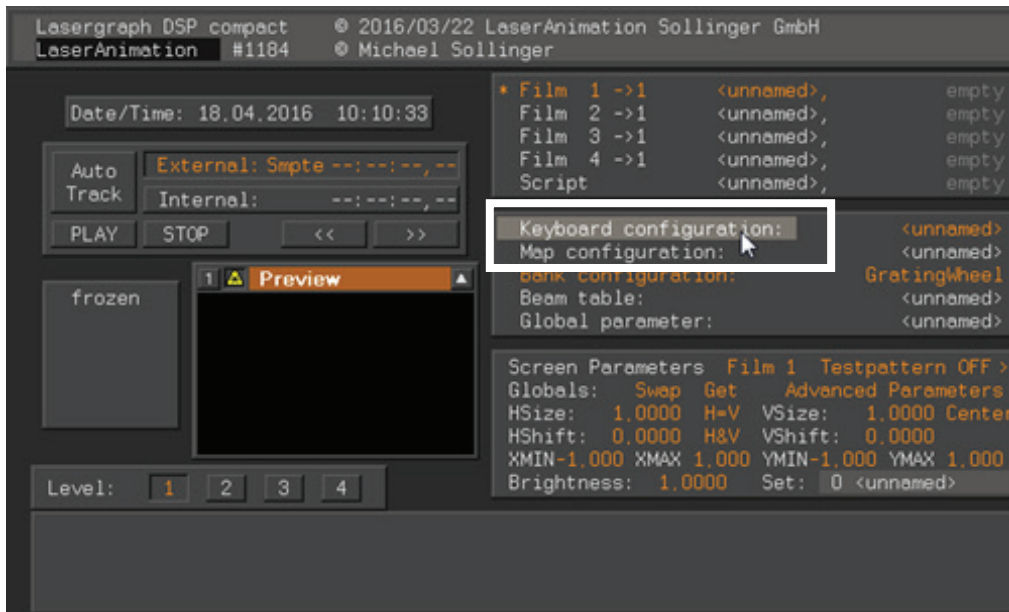 Lasergraph DSP compact © 2016/03/22 LaserAnimation Sollinger GmbH
LaserAnimation #1184 © Michael Sollinger
Date/Time: 18.04.2016 10:10:33
Auto Track
External: Smpte --:--:--,--
Internal: --:--:--,--
PLAY STOP << >>
frozen
1 Preview
Level: 1 2 3 4
* Film 1 ->1 <unnamed>, empty
Film 2 ->1 <unnamed>, empty
Film 3 ->1 <unnamed>, empty
Film 4 ->1 <unnamed>, empty
Script <unnamed>, empty
Keyboard configuration: <unnamed>
Map configuration: <unnamed>
Bank configuration: GratingWheel
Beam table: <unnamed>
Global parameter: <unnamed>
Screen Parameters Film 1 Testpattern OFF >
Globals: Swap Get Advanced Parameters
HSize: 1.0000 H=V VSize: 1.0000 Center
HShift: 0.0000 H&V VShift: 0.0000
XMIN-1.000 XMAX 1.000 YMIN-1.000 YMAX 1.000
Brightness: 1.0000 Set: 0 <unnamed>